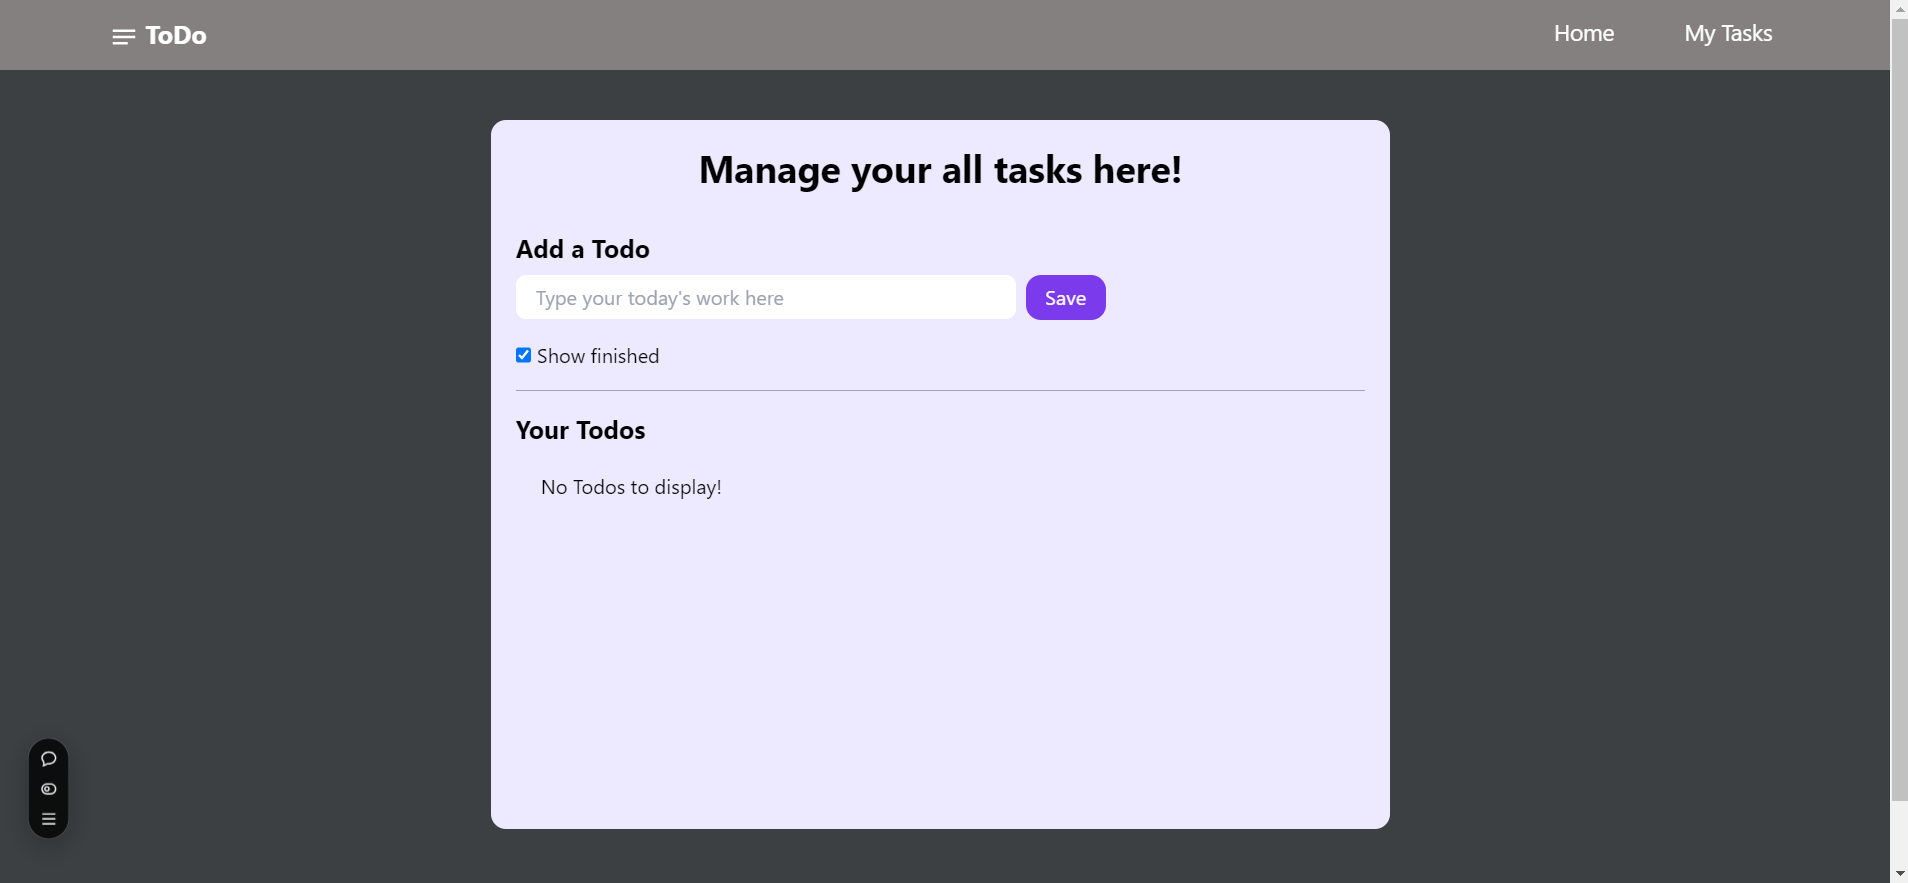 ToDo
Home
My Tasks
Manage your all tasks here!
Add a Todo
Type your today's work here
Save
Show finished
Your Todos
No Todos to display!